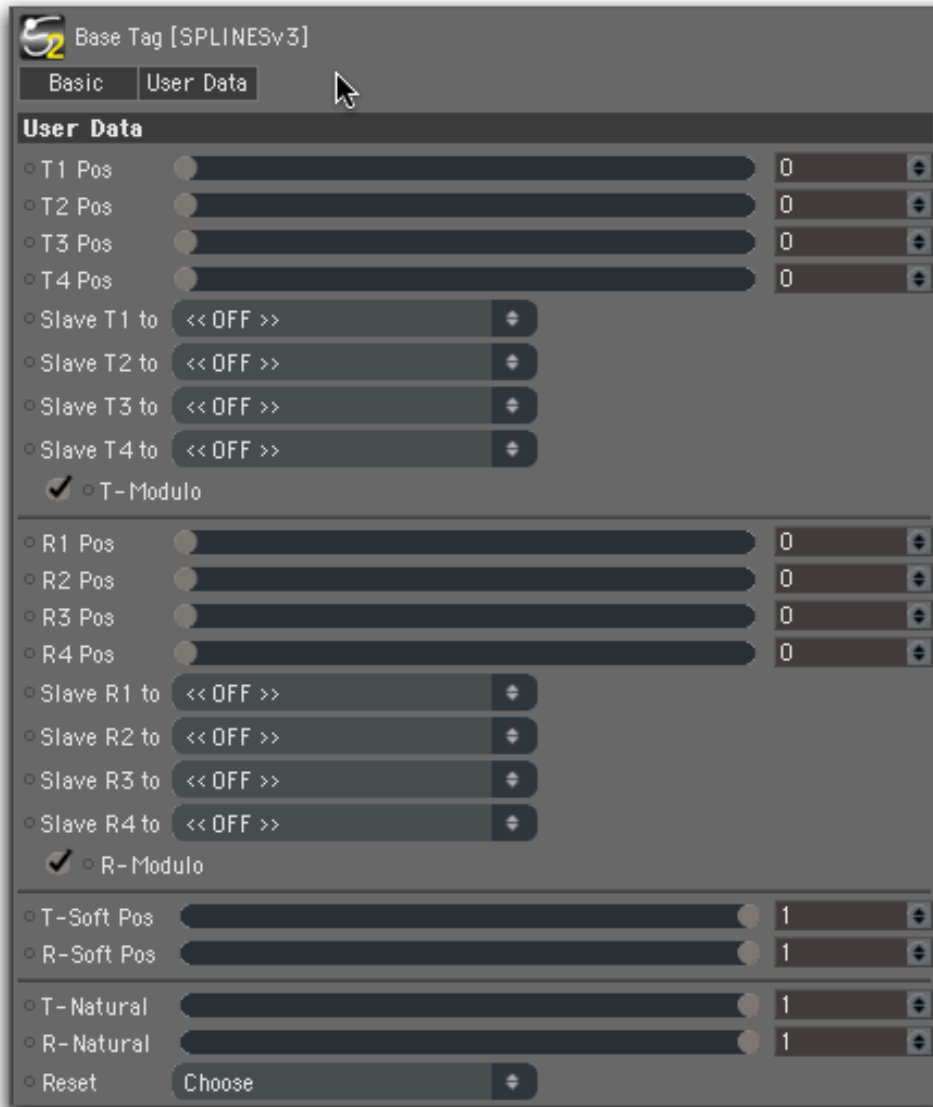 Base Tag [SPLINESv3]
Basic User Data
User Data
T1 Pos 0
T2 Pos 0
T3 Pos 0
T4 Pos 0
Slave T1 to << OFF >>
Slave T2 to << OFF >>
Slave T3 to << OFF >>
Slave T4 to << OFF >>
T-Modulo
R1 Pos 0
R2 Pos 0
R3 Pos 0
R4 Pos 0
Slave R1 to << OFF >>
Slave R2 to << OFF >>
Slave R3 to << OFF >>
Slave R4 to << OFF >>
R-Modulo
T-Soft Pos 1
R-Soft Pos 1
T-Natural 1
R-Natural 1
Reset Choose